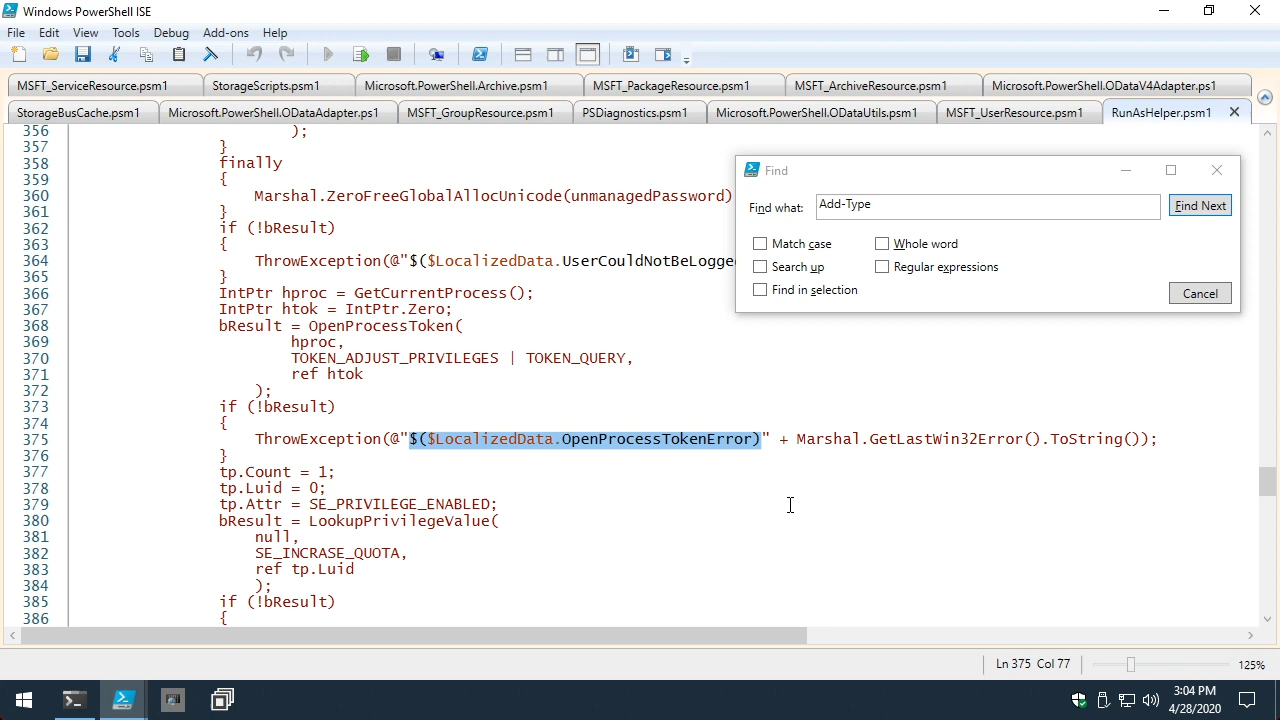 Windows PowerShell ISE
File Edit View Tools Debug Add-ons Help
MSFT_ServiceResource.psm1 StorageScripts.psm1 Microsoft.PowerShell.Archive.psm1 MSFT_PackageResource.psm1 MSFT_ArchiveResource.psm1 Microsoft.PowerShell.ODataV4Adapter.ps1
StorageBusCache.psm1 Microsoft.PowerShell.ODataAdapter.ps1 MSFT_GroupResource.psm1 PSDiagnostics.psm1 Microsoft.PowerShell.ODataUtils.psm1 MSFT_UserResource.psm1 RunAsHelper.psm1
356 );
357 }
358 finally
359 {
360 Marshal.ZeroFreeGlobalAllocUnicode(unmanagedPassword)
361 }
362 if (!bResult)
363 {
364 ThrowException(@"$($LocalizedData.UserCouldNotBeLogge
365 }
366 IntPtr hproc = GetCurrentProcess();
367 IntPtr htok = IntPtr.Zero;
368 bResult = OpenProcessToken(
369 hproc,
370 TOKEN_ADJUST_PRIVILEGES | TOKEN_QUERY,
371 ref htok
372 );
373 if (!bResult)
374 {
375 ThrowException(@"$($LocalizedData.OpenProcessTokenError)" + Marshal.GetLastWin32Error().ToString());
376 }
377 tp.Count = 1;
378 tp.Luid = 0;
379 tp.Attr = SE_PRIVILEGE_ENABLED;
380 bResult = LookupPrivilegeValue(
381 null,
382 SE_INCRASE_QUOTA,
383 ref tp.Luid
384 );
385 if (!bResult)
386 {
Find
Find what: Add-Type Find Next
Match case Whole word
Search up Regular expressions
Find in selection
Cancel
Ln 375 Col 77 125%
3:04 PM
4/28/2020